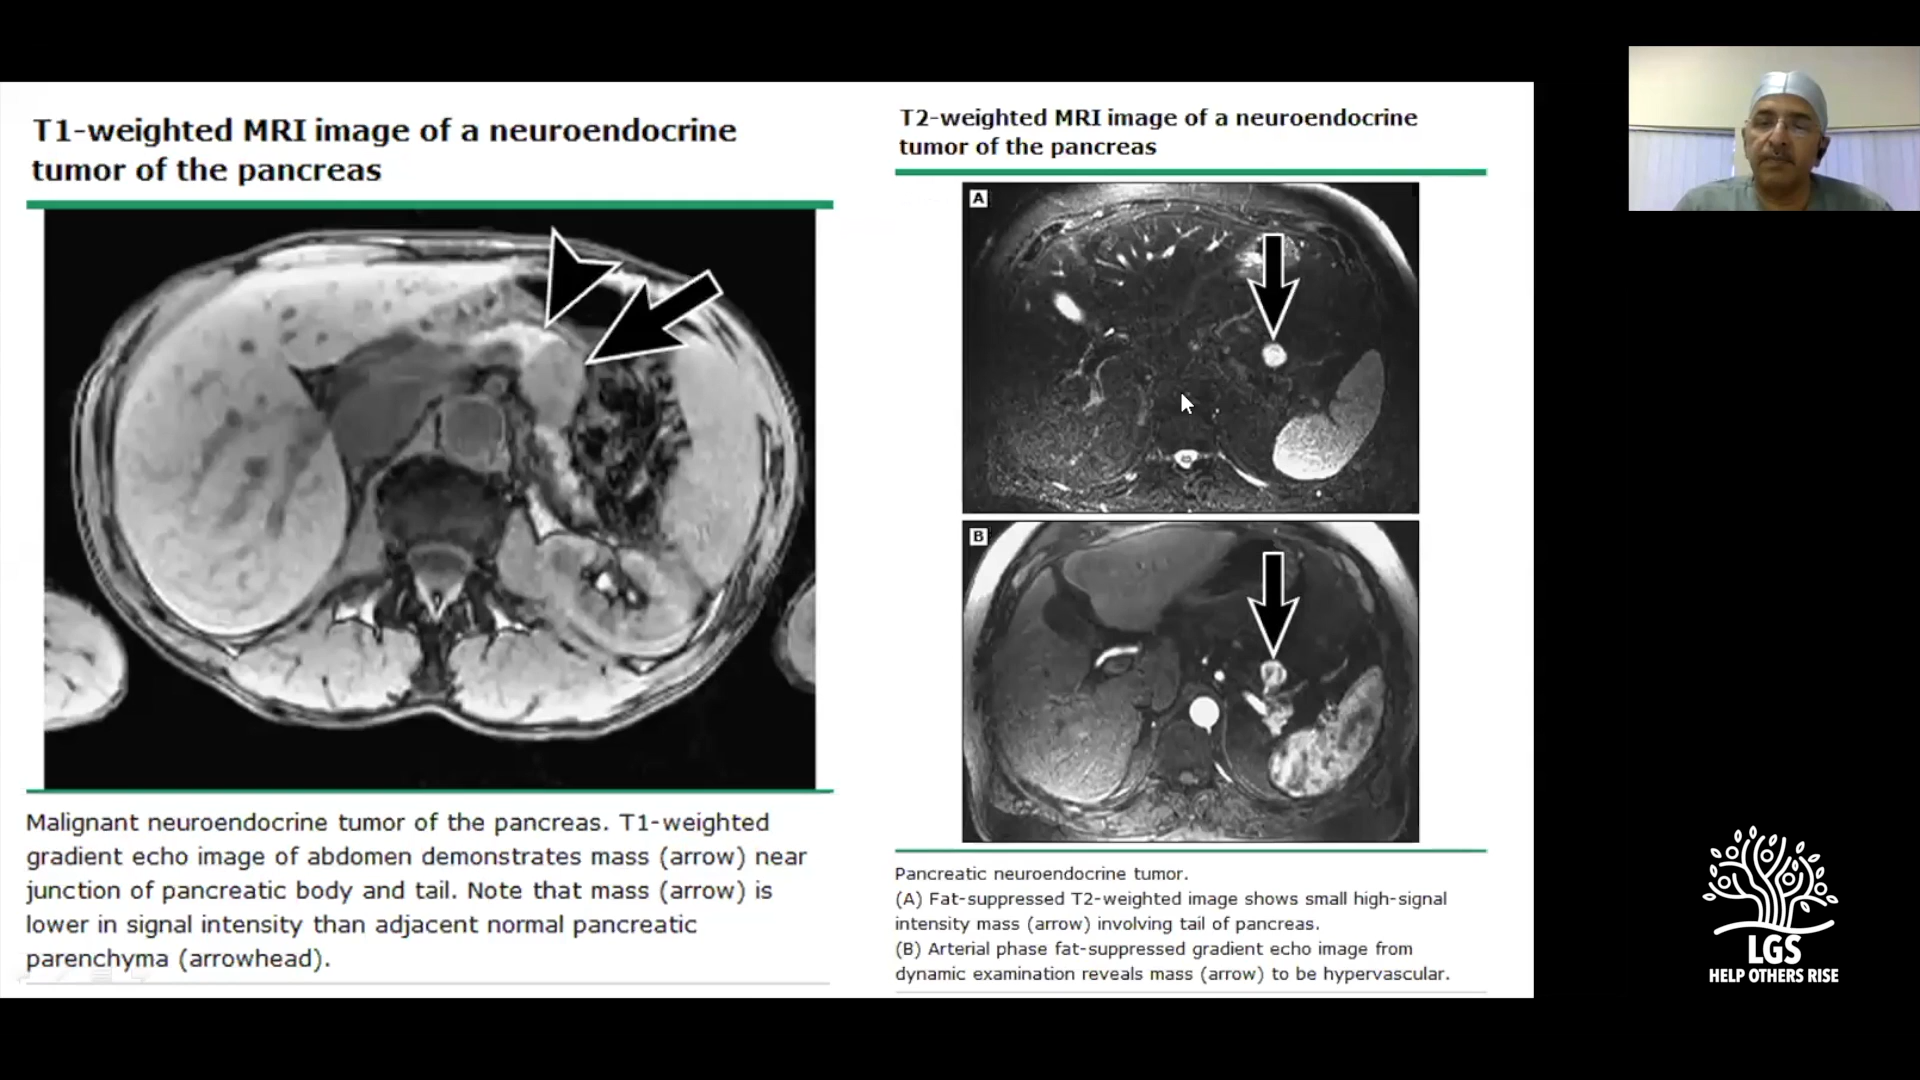 T1-weighted MRI image of a neuroendocrine
tumor of the pancreas
Malignant neuroendocrine tumor of the pancreas. T1-weighted
gradient echo image of abdomen demonstrates mass (arrow) near
junction of pancreatic body and tail. Note that mass (arrow) is
lower in signal intensity than adjacent normal pancreatic
parenchyma (arrowhead).
T2-weighted MRI image of a neuroendocrine
tumor of the pancreas
A
B
Pancreatic neuroendocrine tumor.
(A) Fat-suppressed T2-weighted image shows small high-signal
intensity mass (arrow) involving tail of pancreas.
(B) Arterial phase fat-suppressed gradient echo image from
dynamic examination reveals mass (arrow) to be hypervascular.
LGS
HELP OTHERS RISE